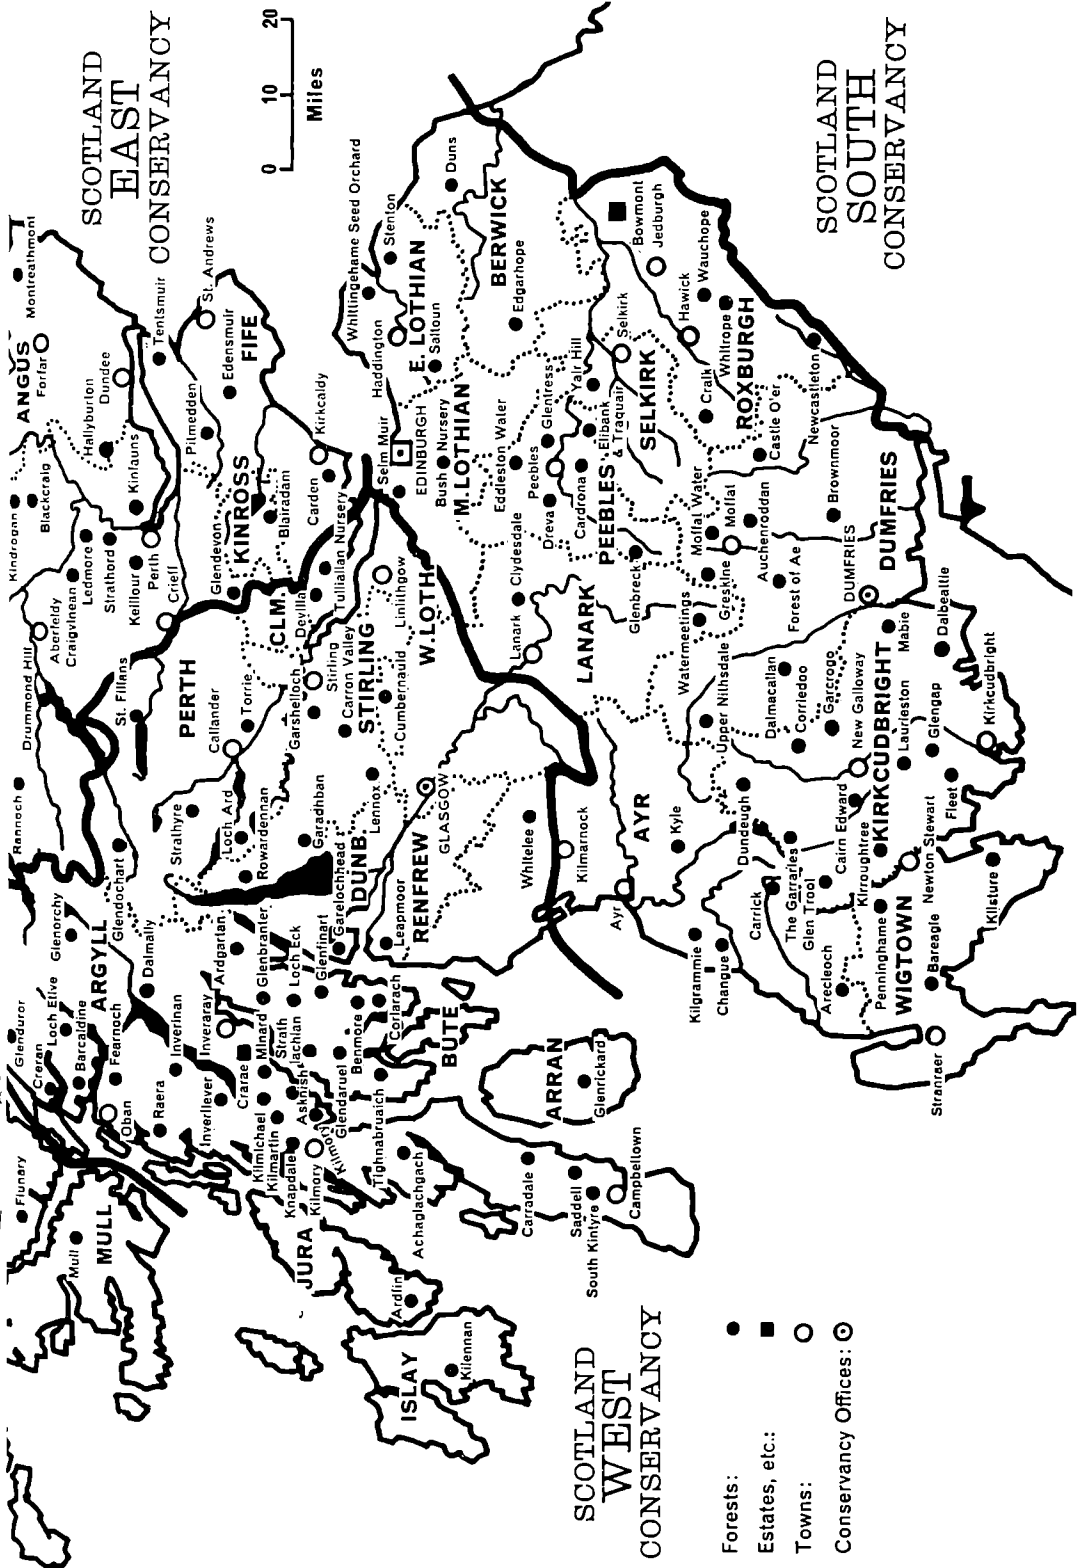 SCOTLAND
EAST
CONSERVANCY
0 10 20
Miles
SCOTLAND
SOUTH
CONSERVANCY
SCOTLAND
WEST
CONSERVANCY
Forests:
Estates, etc.:
Towns:
Conservancy Offices:
Flunary
Mull
MULL
Glenduror
Creran
Loch Etive
Barcaldine
Fearnoch
ARGYLL
Glenorchy
Glendochart
Dalmally
Oban
Raera
Inverinan
Inverliever
Inveraray
Ardgartan
Crarae
Minard
Glenbranter
Kilmichael
Kilmartin
Strath
lachlan
Loch Eck
Asknish
Knapdale
Kilmory
Kilmory
Glenfinart
Garelochhead
Glendaruel
Benmore
Corlarach
Tighnabruaich
Achaglachgach
JURA
Ardlin
ISLAY
Kilennan
BUTE
ARRAN
Glenrickard
Carradale
Saddell
South Kintyre
Campbeltown
Rannoch
Drummond Hill
Aberfeldy
Craigvinean
Kindrogan
Blackcraig
Ledmore
Strathord
Keillour
Perth
Crieff
St. Fillans
PERTH
Callander
Torrie
Strathyre
Loch Ard
Rowardennan
Garadhban
DUNB.
Lennox
Garshelloch
Stirling
Carron Valley
STIRLING
Cumbernauld
Linlithgow
W.LOTH
CLM.
Devilla
Tulliallan Nursery
Glendevon
KINROSS
Blairadam
Carden
Kirkcaldy
Kinfauns
Hallyburton
Dundee
ANGUS
Forfar
Montreathmont
Tentsmuir
St. Andrews
Pitmedden
Edensmuir
FIFE
Leapmoor
RENFREW
GLASGOW
Whitelee
Kilmarnock
AYR
Kyle
Ayr
Kilgrammie
Changue
Carrick
Dundeugh
The Garraries
Glen Trool
Cairn Edward
Kirroughtree
Arecleoch
Penninghame
WIGTOWN
Bareagle
Newton Stewart
Kilsture
Stranraer
KIRKCUDBRIGHT
New Galloway
Laurieston
Glengap
Fleet
Kirkcudbright
Mabie
Dalbeattie
Dalmacallan
Corriedoo
Garcrogo
Upper Nithsdale
Watermeetings
Greskine
Moffat Water
Moffat
Auchenroddan
Forest of Ae
Brownmoor
DUMFRIES
DUMFRIES
LANARK
Lanark
Clydesdale
Glenbreck
PEEBLES
Dreva
Cardrona
Peebles
Glentress
Eddleston Water
Elibank
& Traquair
Yair Hill
M.LOTHIAN
Bush Nursery
EDINBURGH
Selm Muir
Haddington
Whittingehame Seed Orchard
Stenton
E. LOTHIAN
Saltoun
Duns
BERWICK
Edgarhope
Selkirk
SELKIRK
Craik
Hawick
Bowmont
Jedburgh
Wauchope
Whitrope
ROXBURGH
Castle O'er
Newcastleton